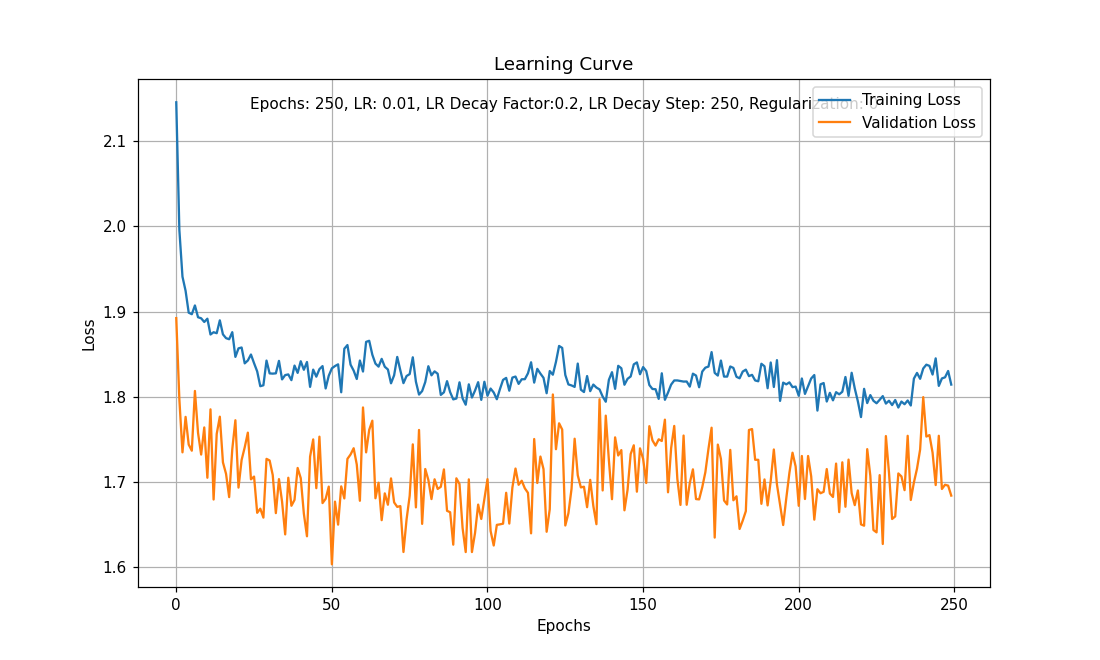 Learning Curve
Epochs: 250, LR: 0.01, LR Decay Factor:0.2, LR Decay Step: 250, Regularization: 0
Training Loss
Validation Loss
2.1
2.0
1.9
1.8
1.7
1.6
Loss
0 50 100 150 200 250
Epochs